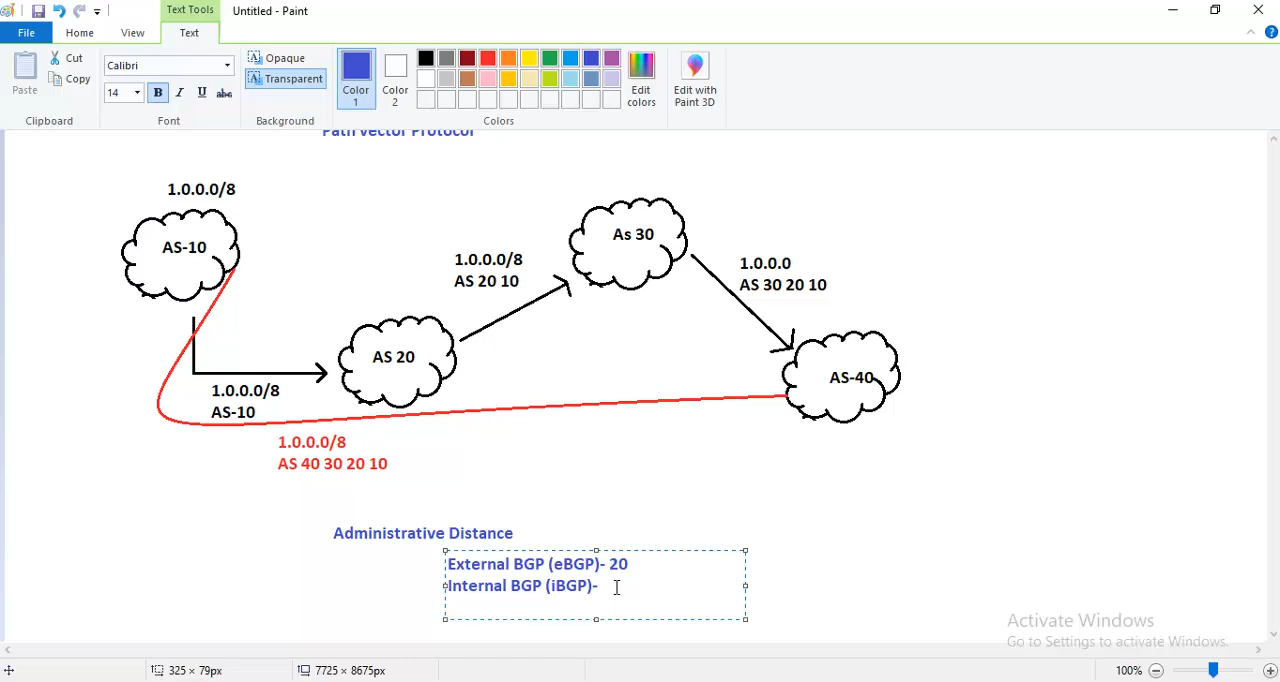 Text Tools
Untitled - Paint
File
Home
View
Text
Paste
Cut
Copy
Clipboard
Calibri
14
B
I
U
abc
Font
Opaque
Transparent
Background
Color
1
Color
2
Edit
colors
Colors
Edit with
Paint 3D
Path Vector Protocol
1.0.0.0/8
AS-10
As 30
1.0.0.0/8
AS 20 10
1.0.0.0
AS 30 20 10
AS 20
AS-40
1.0.0.0/8
AS-10
1.0.0.0/8
AS 40 30 20 10
Administrative Distance
External BGP (eBGP)- 20
Internal BGP (iBGP)-
Activate Windows
Go to Settings to activate Windows.
325 × 79px
7725 × 8675px
100%